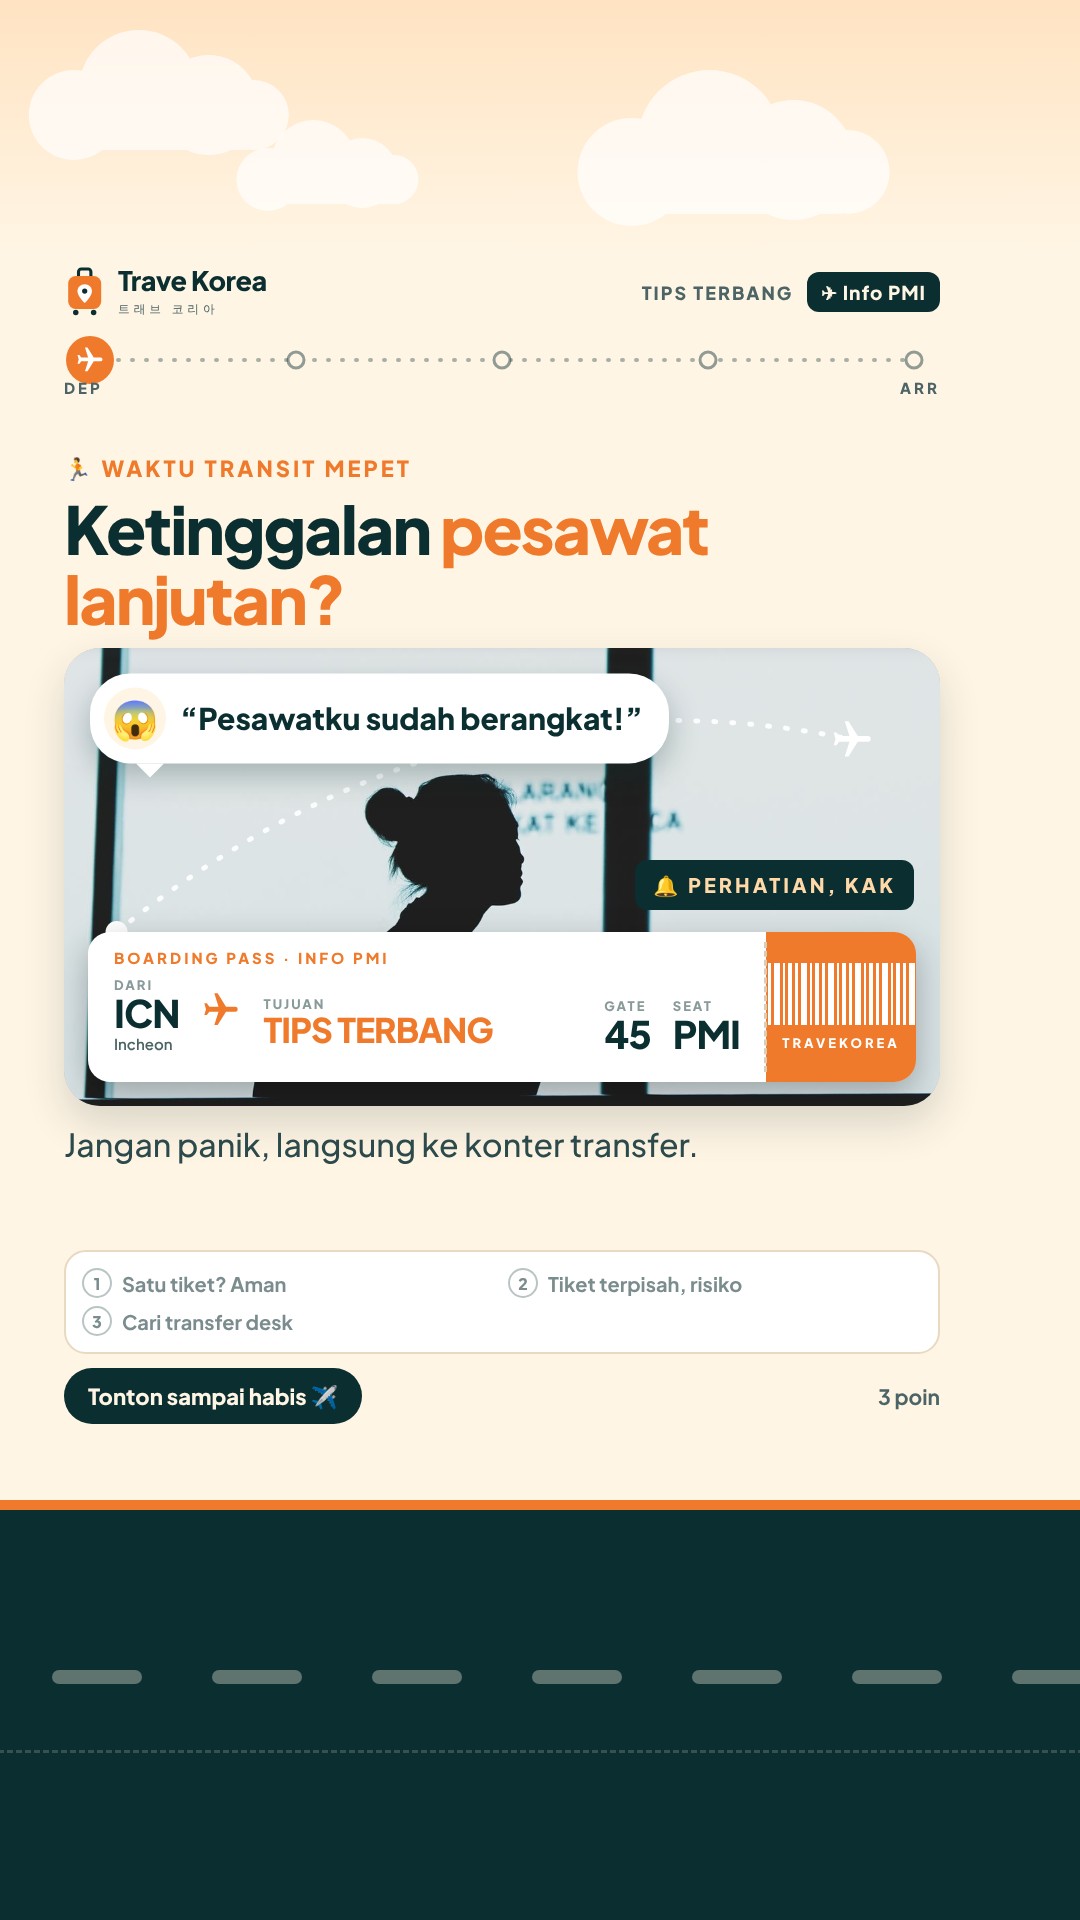 Trave Korea
트래브 코리아
TIPS TERBANG
✈ Info PMI
DEP
ARR
🏃 WAKTU TRANSIT MEPET
Ketinggalan pesawat
lanjutan?
😱 “Pesawatku sudah berangkat!”
🔔 PERHATIAN, KAK
BOARDING PASS · INFO PMI
DARI
ICN
Incheon
TUJUAN
TIPS TERBANG
GATE
45
SEAT
PMI
TRAVEKOREA
Jangan panik, langsung ke konter transfer.
1 Satu tiket? Aman
2 Tiket terpisah, risiko
3 Cari transfer desk
Tonton sampai habis ✈️
3 poin